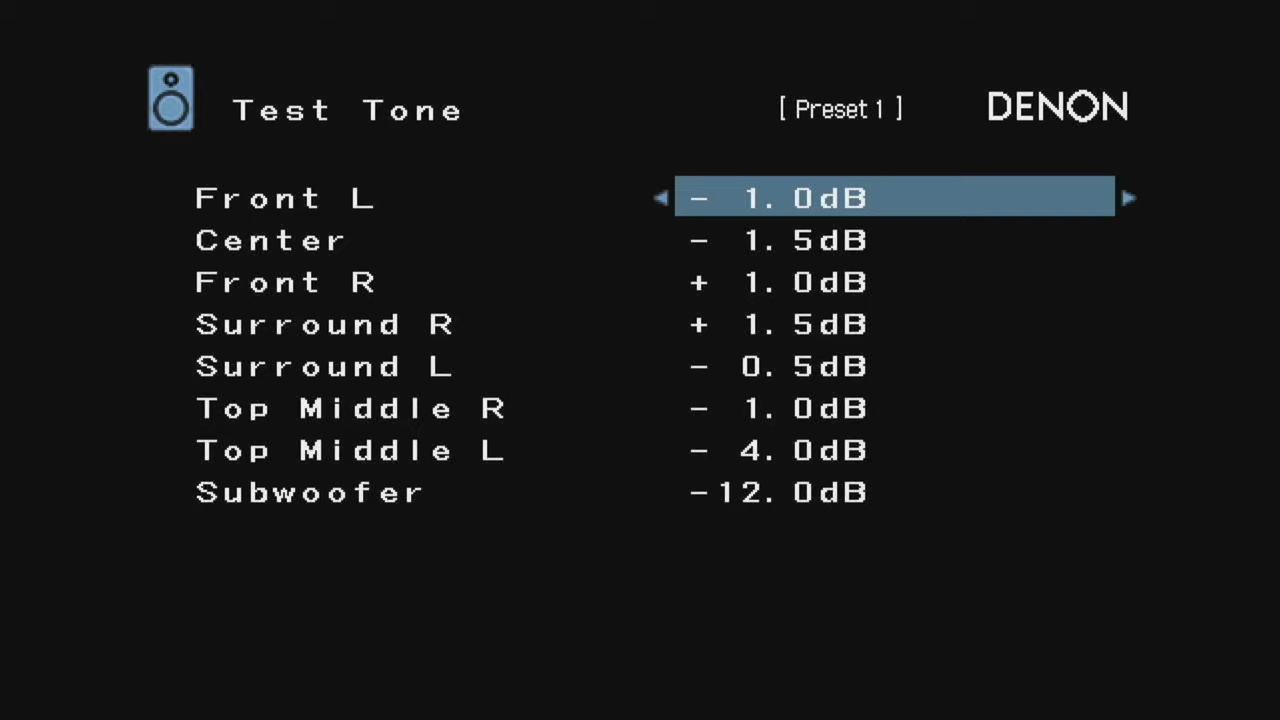 Test Tone [ Preset 1 ] DENON
Front L - 1.0dB
Center - 1.5dB
Front R + 1.0dB
Surround R + 1.5dB
Surround L - 0.5dB
Top Middle R - 1.0dB
Top Middle L - 4.0dB
Subwoofer -12.0dB